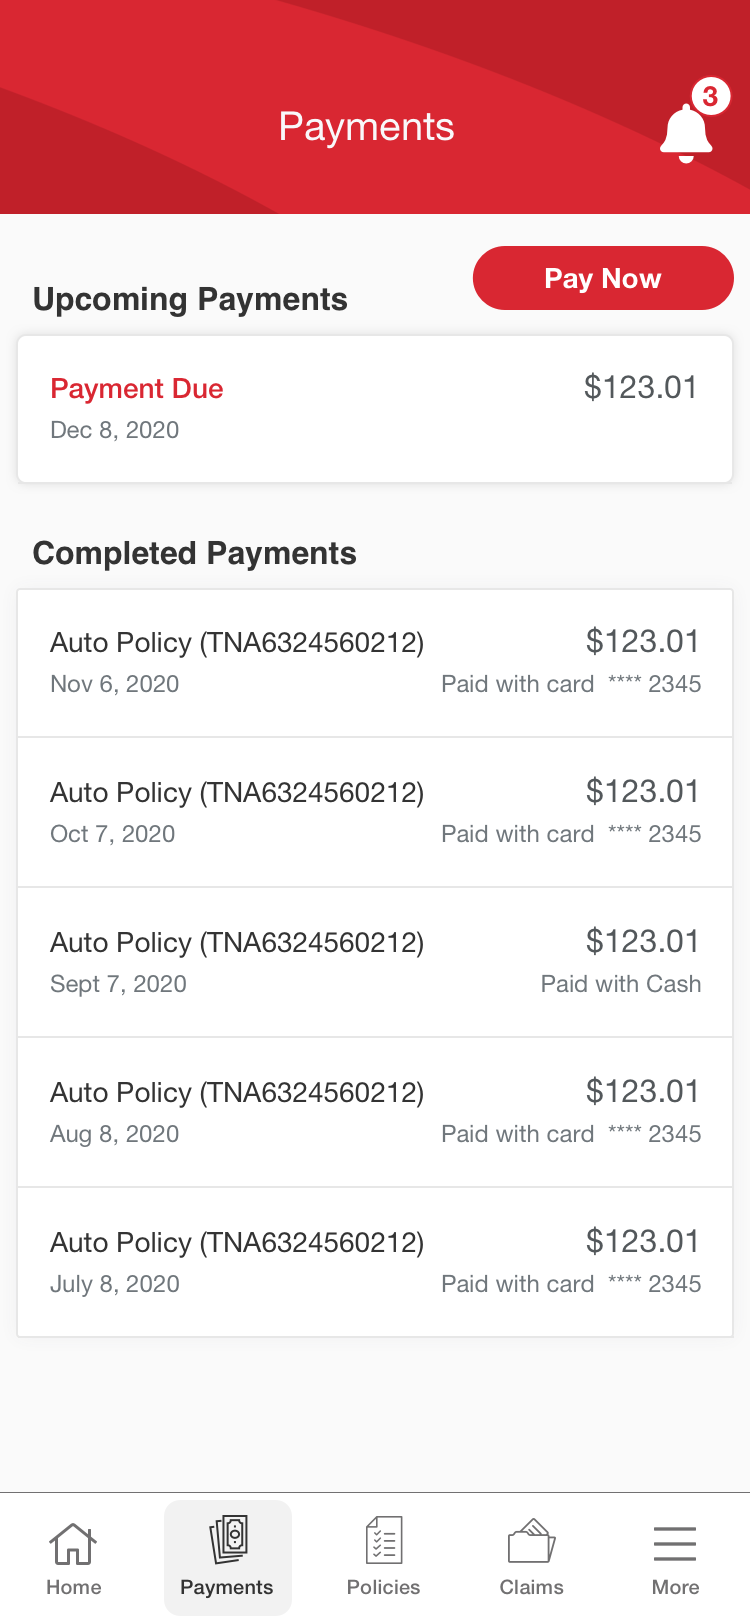 Payments
3
Upcoming Payments
Pay Now
Payment Due
$123.01
Dec 8, 2020
Completed Payments
Auto Policy (TNA6324560212)
$123.01
Nov 6, 2020
Paid with card **** 2345
Auto Policy (TNA6324560212)
$123.01
Oct 7, 2020
Paid with card **** 2345
Auto Policy (TNA6324560212)
$123.01
Sept 7, 2020
Paid with Cash
Auto Policy (TNA6324560212)
$123.01
Aug 8, 2020
Paid with card **** 2345
Auto Policy (TNA6324560212)
$123.01
July 8, 2020
Paid with card **** 2345
Home
Payments
Policies
Claims
More